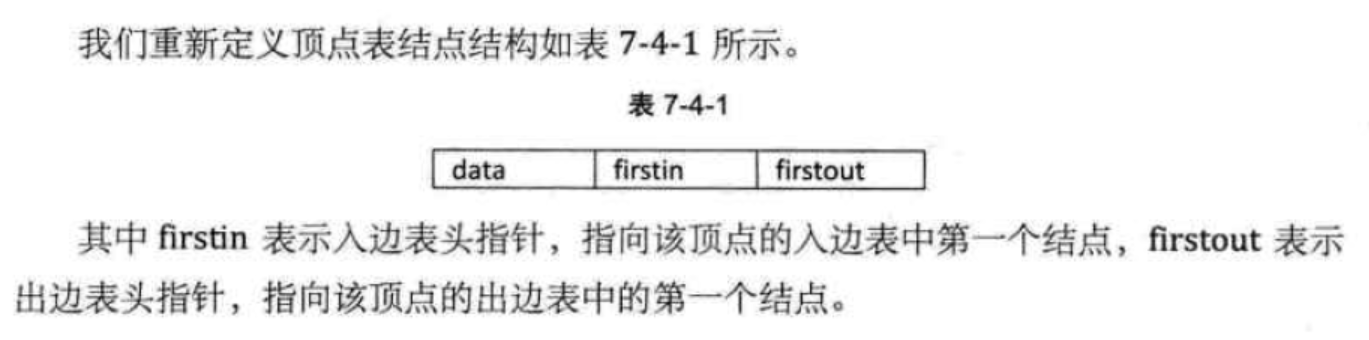 我们重新定义顶点表结点结构如表 7-4-1 所示。
表 7-4-1
data firstin firstout
其中 firstin 表示入边表头指针，指向该顶点的入边表中第一个结点，firstout 表示
出边表头指针，指向该顶点的出边表中的第一个结点。